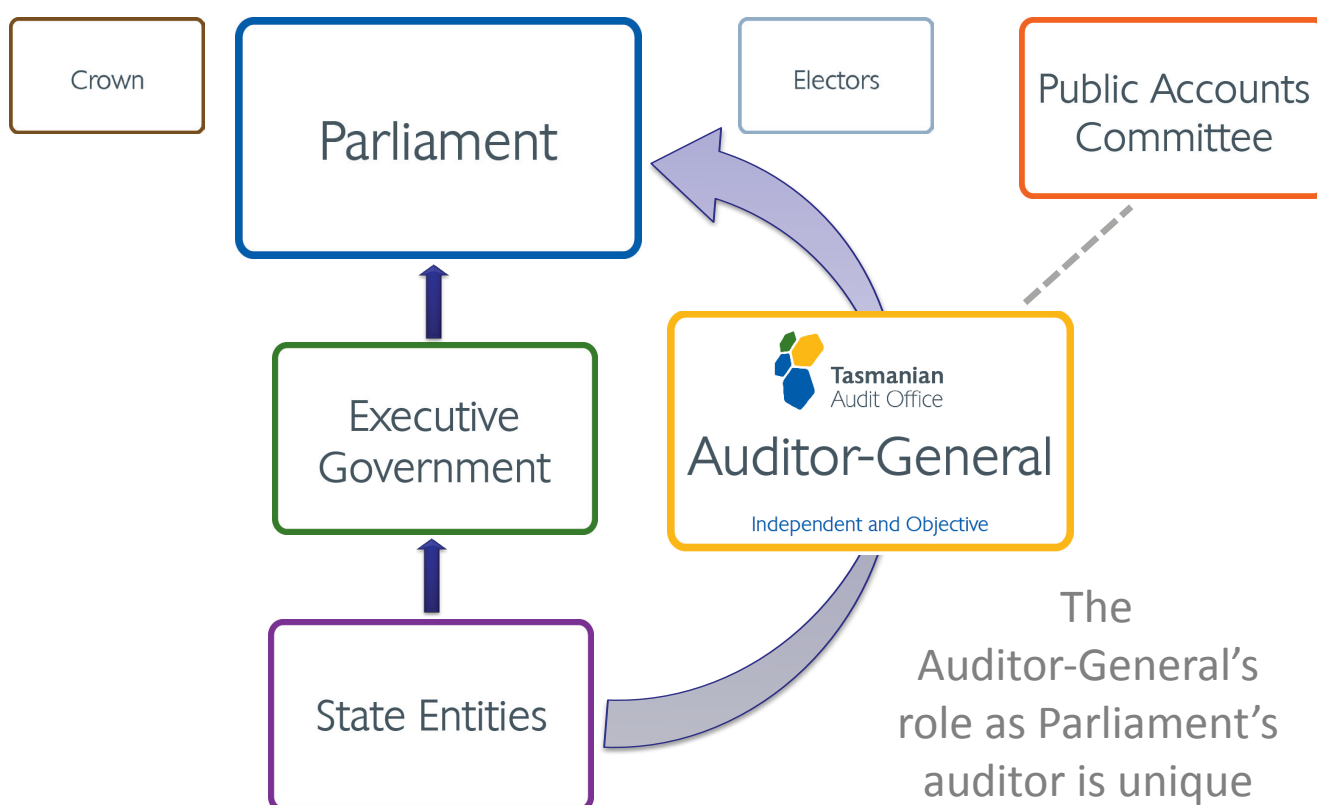 Crown
Parliament
Electors
Public Accounts
Committee
Executive
Government
Tasmanian
Audit Office
Auditor-General
Independent and Objective
State Entities
The
Auditor-General’s
role as Parliament’s
auditor is unique